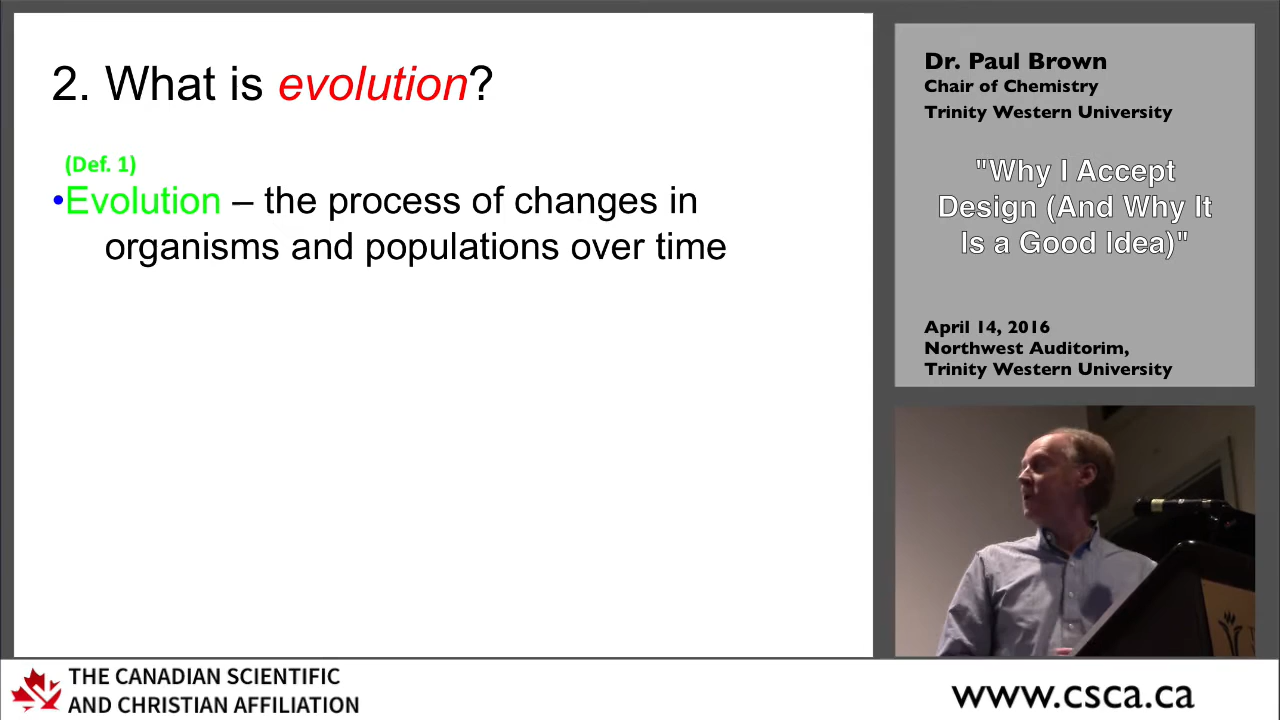 2. What is evolution?
(Def. 1)
•Evolution – the process of changes in
organisms and populations over time
Dr. Paul Brown
Chair of Chemistry
Trinity Western University
"Why I Accept
Design (And Why It
Is a Good Idea)"
April 14, 2016
Northwest Auditorim,
Trinity Western University
THE CANADIAN SCIENTIFIC
AND CHRISTIAN AFFILIATION
www.csca.ca